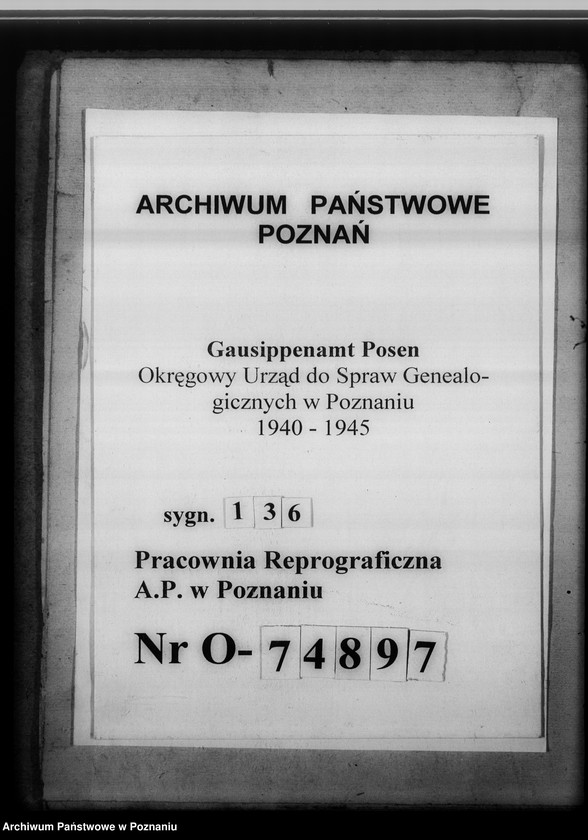 ARCHIWUM PAŃSTWOWE
POZNAŃ
Gausippenamt Posen
Okręgowy Urząd do Spraw Genealo-
gicznych w Poznaniu
1940 - 1945
sygn. 136
Pracownia Reprograficzna
A.P. w Poznaniu
Nr O-74897
Archiwum Państwowe w Poznaniu